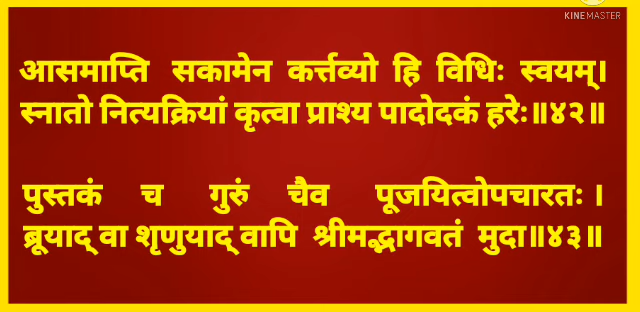 KINEMASTER
आसमाप्ति सकामेन कर्त्तव्यो हि विधिः स्वयम्।
स्नातो नित्यक्रियां कृत्वा प्राश्य पादोदकं हरेः॥४२॥
पुस्तकं च गुरुं चैव पूजयित्वोपचारतः ।
ब्रूयाद् वा शृणुयाद् वापि श्रीमद्भागवतं मुदा॥४३॥